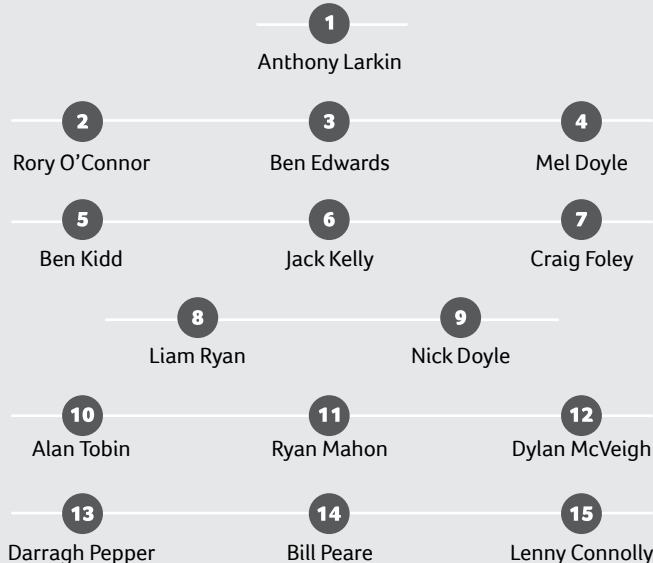 1
Anthony Larkin
2 3 4
Rory O’Connor Ben Edwards Mel Doyle
5 6 7
Ben Kidd Jack Kelly Craig Foley
8 9
Liam Ryan Nick Doyle
10 11 12
Alan Tobin Ryan Mahon Dylan McVeigh
13 14 15
Darragh Pepper Bill Peare Lenny Connolly